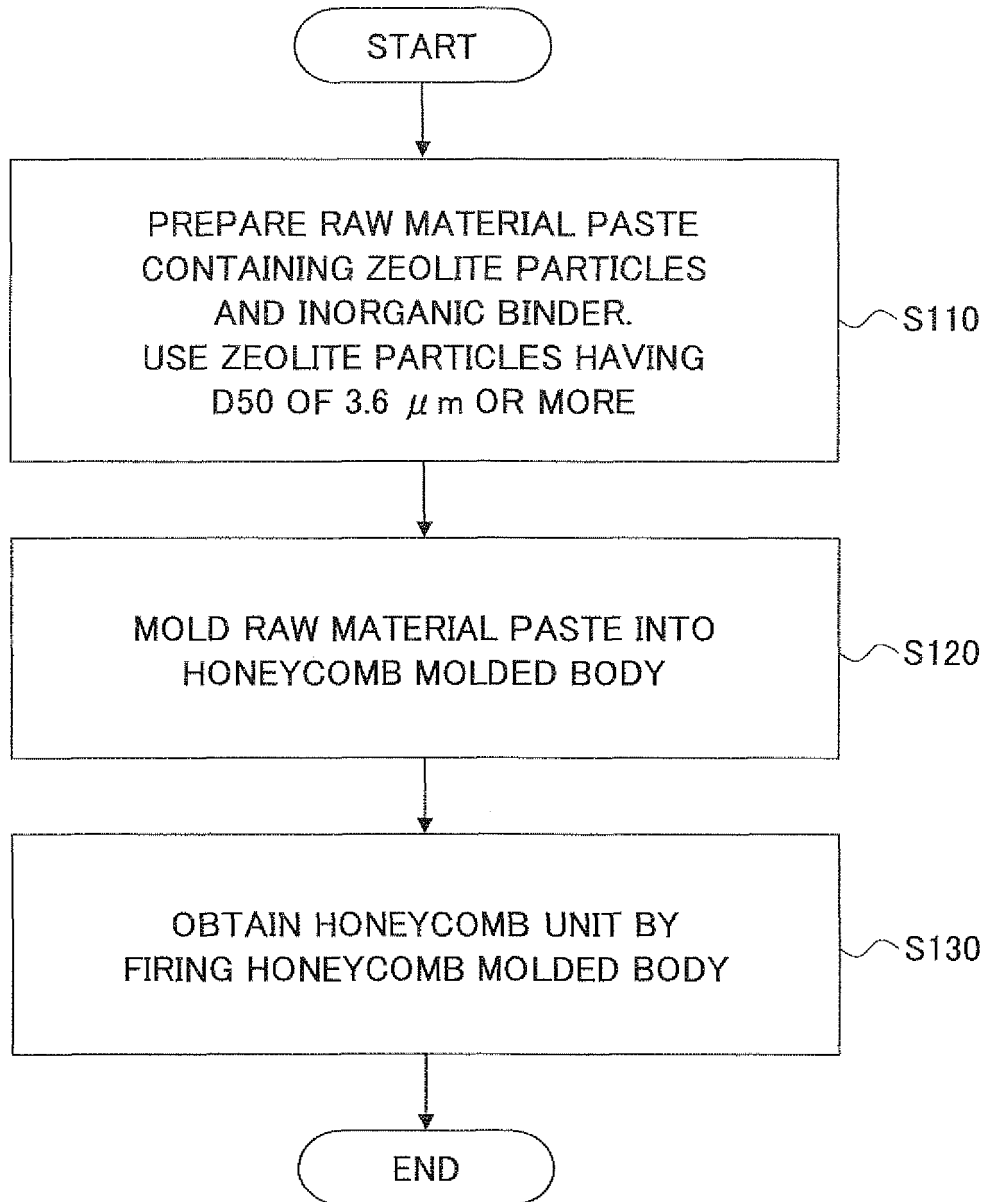 START
PREPARE RAW MATERIAL PASTE
CONTAINING ZEOLITE PARTICLES
AND INORGANIC BINDER.
USE ZEOLITE PARTICLES HAVING
D50 OF 3.6 μm OR MORE
S110
MOLD RAW MATERIAL PASTE INTO
HONEYCOMB MOLDED BODY
S120
OBTAIN HONEYCOMB UNIT BY
FIRING HONEYCOMB MOLDED BODY
S130
END